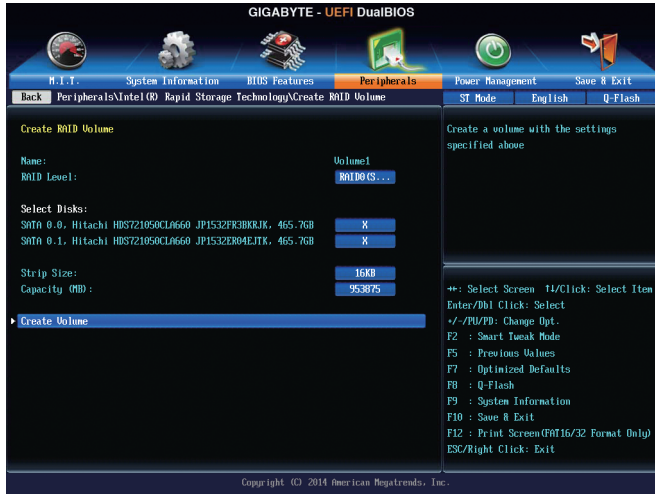 GIGABYTE - UEFI DualBIOS
M.I.T. System Information BIOS Features Peripherals Power Management Save & Exit
Back Peripherals\Intel(R) Rapid Storage Technology\Create RAID Volume ST Mode English Q-Flash
Create RAID Volume
Name: Volume1
RAID Level: RAID0(S...
Select Disks:
SATA 0.0, Hitachi HDS721050CLA660 JP1532FR3BKRJK, 465.7GB X
SATA 0.1, Hitachi HDS721050CLA660 JP1532ER04EJTK, 465.7GB X
Strip Size: 16KB
Capacity (MB): 953875
Create Volume
Create a volume with the settings
specified above
→←: Select Screen ↑↓/Click: Select Item
Enter/Dbl Click: Select
+/-/PU/PD: Change Opt.
F2 : Smart Tweak Mode
F5 : Previous Values
F7 : Optimized Defaults
F8 : Q-Flash
F9 : System Information
F10 : Save & Exit
F12 : Print Screen(FAT16/32 Format Only)
ESC/Right Click: Exit
Copyright (C) 2014 American Megatrends, Inc.